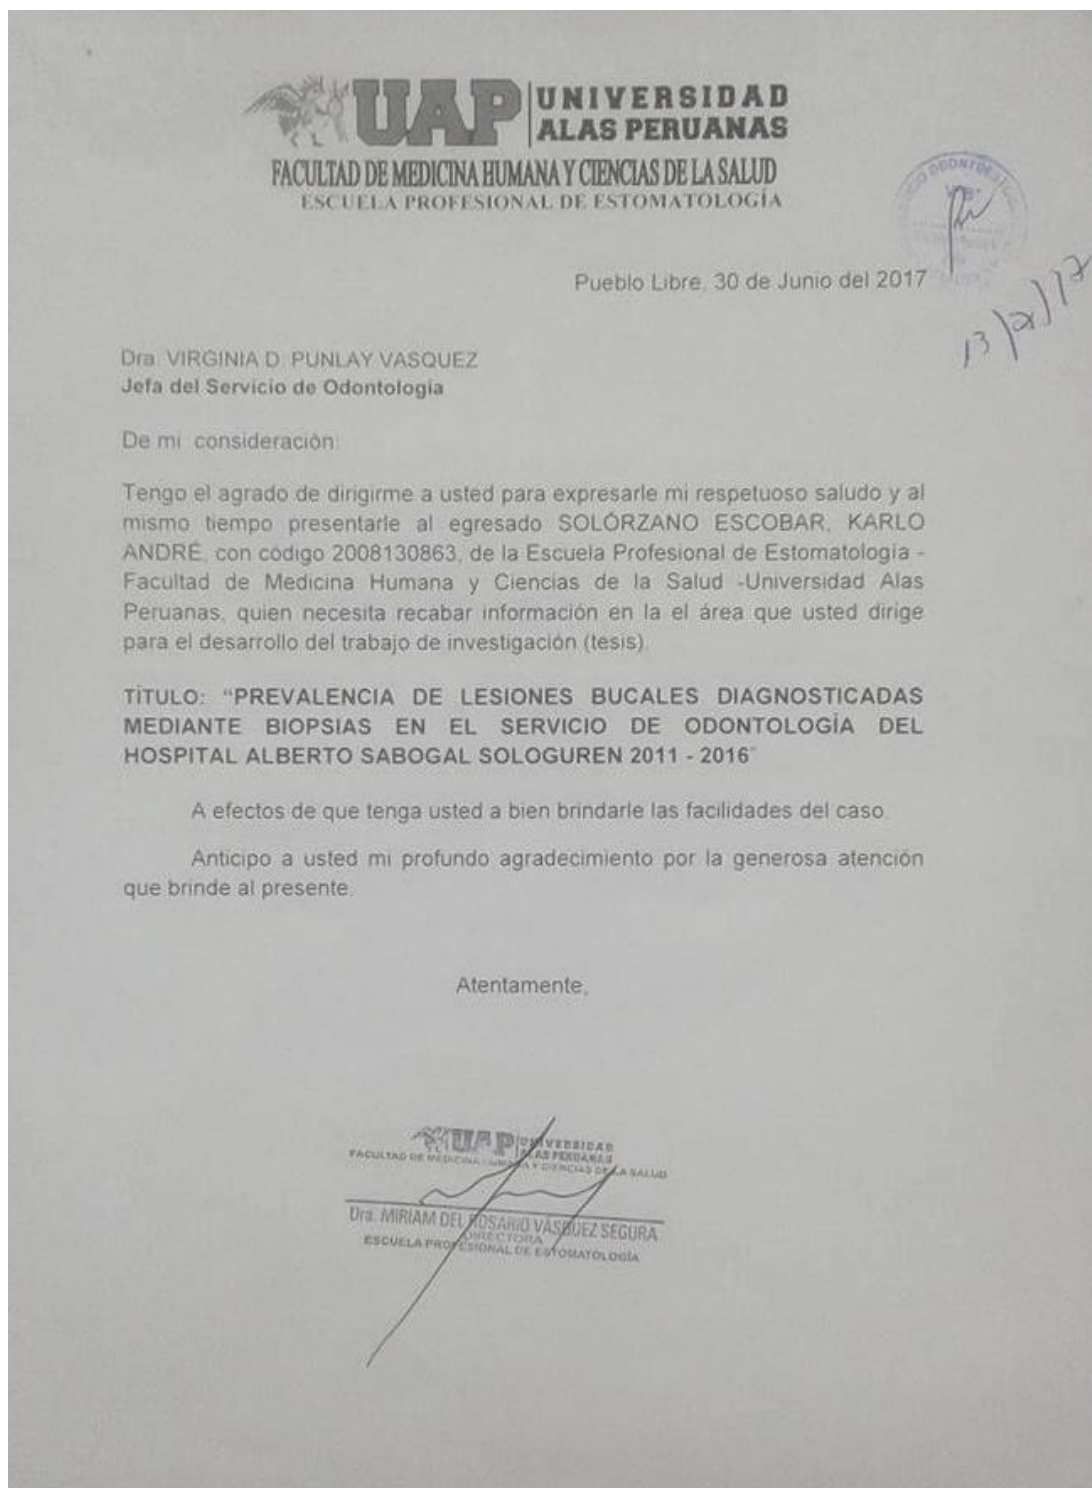 UAP UNIVERSIDAD
ALAS PERUANAS
FACULTAD DE MEDICINA HUMANA Y CIENCIAS DE LA SALUD
ESCUELA PROFESIONAL DE ESTOMATOLOGÍA
Pueblo Libre, 30 de Junio del 2017
Dra. VIRGINIA D. PUNLAY VASQUEZ
Jefa del Servicio de Odontología
De mi consideración:
Tengo el agrado de dirigirme a usted para expresarle mi respetuoso saludo y al
mismo tiempo presentarle al egresado SOLÓRZANO ESCOBAR, KARLO
ANDRÉ, con código 2008130863, de la Escuela Profesional de Estomatología -
Facultad de Medicina Humana y Ciencias de la Salud -Universidad Alas
Peruanas, quien necesita recabar información en la el área que usted dirige
para el desarrollo del trabajo de investigación (tesis).
TÍTULO: “PREVALENCIA DE LESIONES BUCALES DIAGNOSTICADAS
MEDIANTE BIOPSIAS EN EL SERVICIO DE ODONTOLOGÍA DEL
HOSPITAL ALBERTO SABOGAL SOLOGUREN 2011 - 2016”
A efectos de que tenga usted a bien brindarle las facilidades del caso.
Anticipo a usted mi profundo agradecimiento por la generosa atención
que brinde al presente.
Atentamente,
UAP UNIVERSIDAD
ALAS PERUANAS
FACULTAD DE MEDICINA HUMANA Y CIENCIAS DE LA SALUD
Dra. MIRIAM DEL ROSARIO VÁSQUEZ SEGURA
DIRECTORA
ESCUELA PROFESIONAL DE ESTOMATOLOGÍA